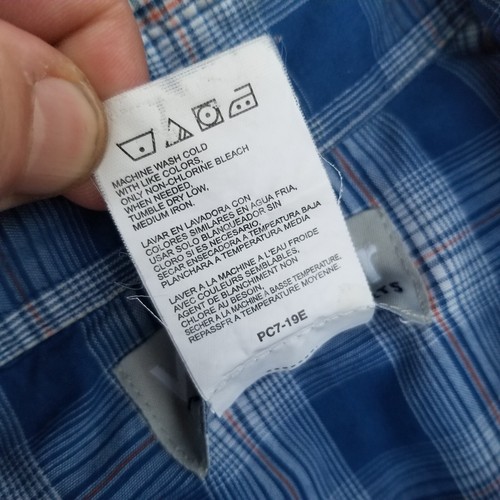 MACHINE WASH COLD
WITH LIKE COLORS,
ONLY NON-CHLORINE BLEACH
WHEN NEEDED,
TUMBLE DRY LOW,
MEDIUM IRON.
LAVAR EN LAVADORA CON
COLORES SIMILARES EN AGUA FRIA,
USAR SOLO BLANQUEADOR SIN
CLORO SI ES NECESARIO,
SECAR ENSECADORA A TEMPERATURA BAJA
PLANCHARA A TEMPERATURA MEDIA
LAVER A LA MACHINE A L'EAU FROIDE
AVEC COULEURS SEMBLABLES,
AGENT DE BLANCHIMENT NON
CHLORE AU BESOIN,
SECHER A LA MACHINE À BASSE TEMPERATURE,
REPASSFR A TEMPERATURE MOYENNE.
PC7-19E